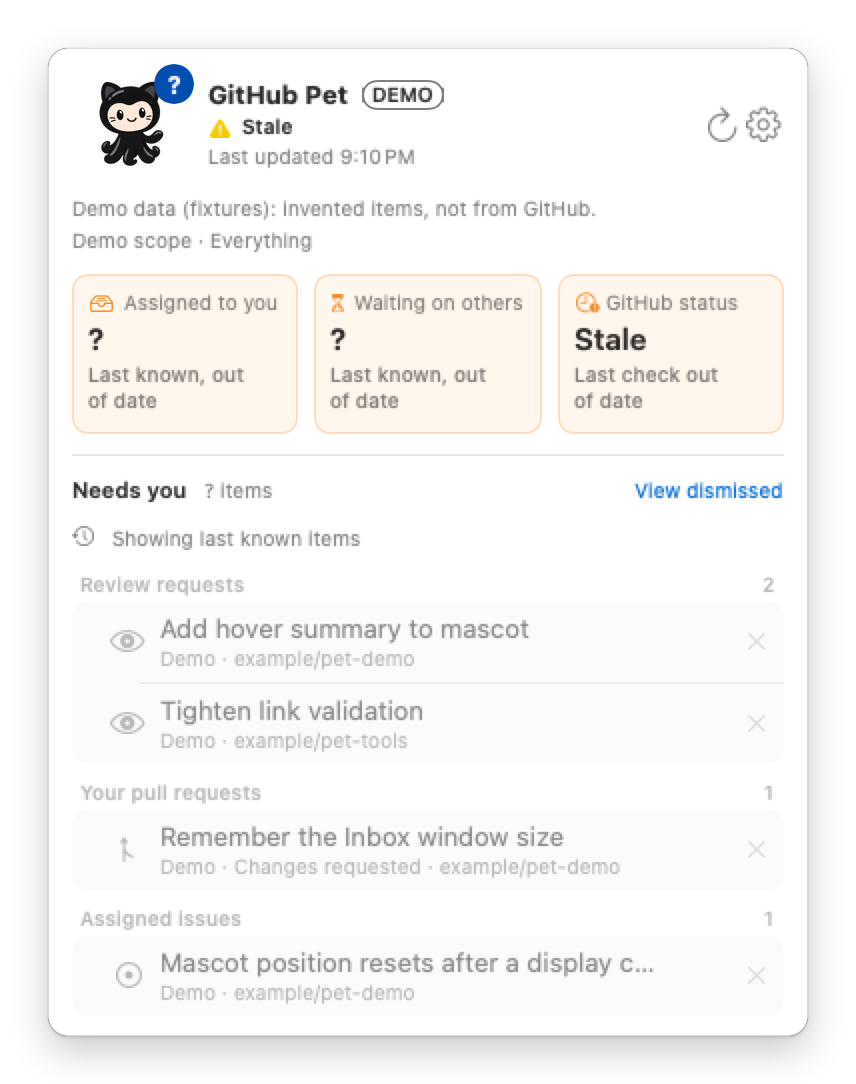 ?
GitHub Pet DEMO
Stale
Last updated 9:10 PM
Demo data (fixtures): invented items, not from GitHub.
Demo scope · Everything
Assigned to you
?
Last known, out
of date
Waiting on others
?
Last known, out
of date
GitHub status
Stale
Last check out
of date
Needs you ? items
View dismissed
Showing last known items
Review requests 2
Add hover summary to mascot
Demo · example/pet-demo
Tighten link validation
Demo · example/pet-tools
Your pull requests 1
Remember the Inbox window size
Demo · Changes requested · example/pet-demo
Assigned issues 1
Mascot position resets after a display c...
Demo · example/pet-demo